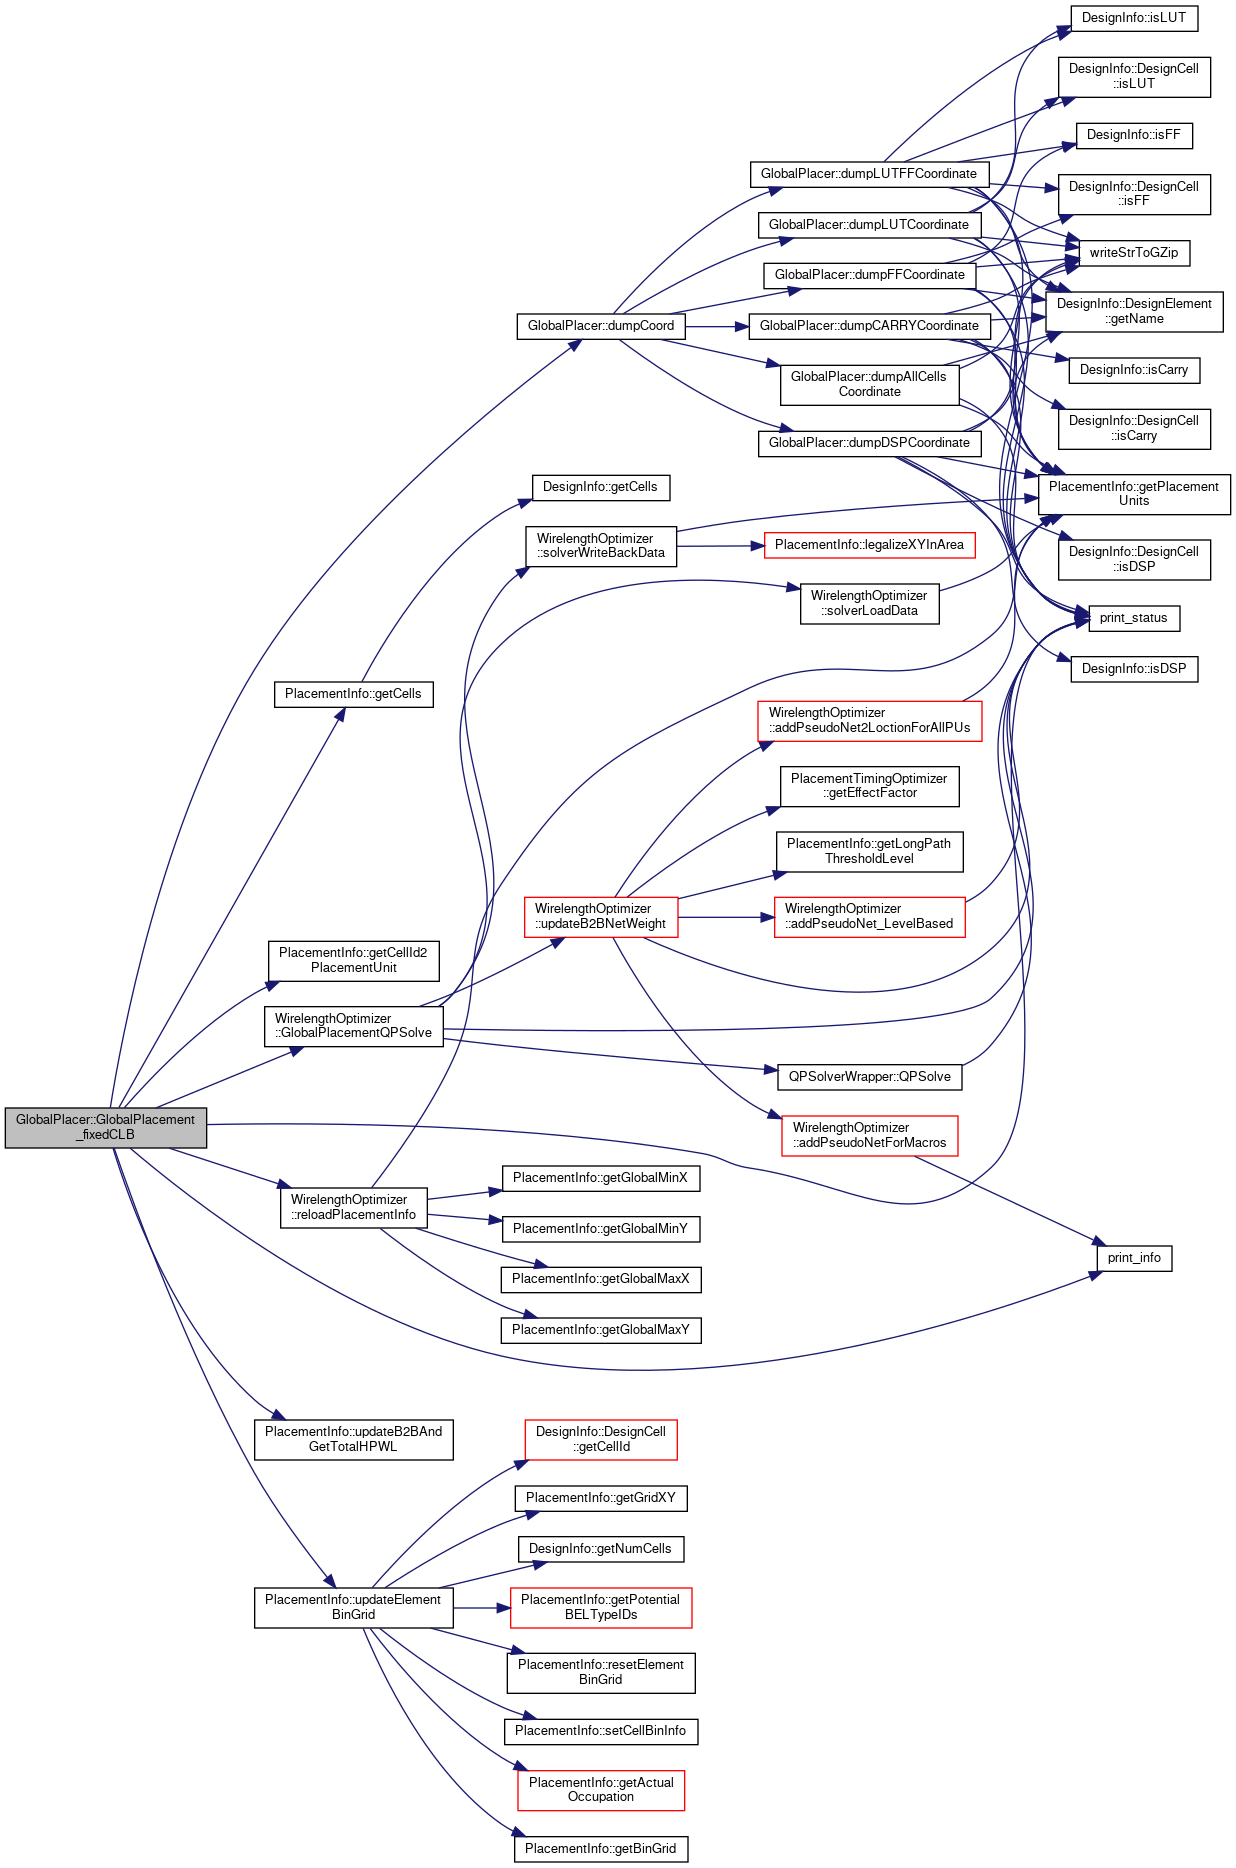 DesignInfo::isLUT
DesignInfo::DesignCell
::isLUT
DesignInfo::isFF
GlobalPlacer::dumpLUTFFCoordinate
DesignInfo::DesignCell
::isFF
GlobalPlacer::dumpLUTCoordinate
writeStrToGZip
GlobalPlacer::dumpFFCoordinate
DesignInfo::DesignElement
::getName
GlobalPlacer::dumpCoord
GlobalPlacer::dumpCARRYCoordinate
DesignInfo::isCarry
GlobalPlacer::dumpAllCells
Coordinate
DesignInfo::DesignCell
::isCarry
GlobalPlacer::dumpDSPCoordinate
DesignInfo::getCells
PlacementInfo::getPlacement
Units
WirelengthOptimizer
::solverWriteBackData
PlacementInfo::legalizeXYInArea
DesignInfo::DesignCell
::isDSP
WirelengthOptimizer
::solverLoadData
print_status
DesignInfo::isDSP
PlacementInfo::getCells
WirelengthOptimizer
::addPseudoNet2LoctionForAllPUs
PlacementTimingOptimizer
::getEffectFactor
PlacementInfo::getLongPath
ThresholdLevel
WirelengthOptimizer
::updateB2BNetWeight
WirelengthOptimizer
::addPseudoNet_LevelBased
PlacementInfo::getCellId2
PlacementUnit
WirelengthOptimizer
::GlobalPlacementQPSolve
QPSolverWrapper::QPSolve
GlobalPlacer::GlobalPlacement
_fixedCLB
WirelengthOptimizer
::addPseudoNetForMacros
PlacementInfo::getGlobalMinX
WirelengthOptimizer
::reloadPlacementInfo
PlacementInfo::getGlobalMinY
print_info
PlacementInfo::getGlobalMaxX
PlacementInfo::getGlobalMaxY
PlacementInfo::updateB2BAnd
GetTotalHPWL
DesignInfo::DesignCell
::getCellId
PlacementInfo::getGridXY
DesignInfo::getNumCells
PlacementInfo::updateElement
BinGrid
PlacementInfo::getPotential
BELTypeIDs
PlacementInfo::resetElement
BinGrid
PlacementInfo::setCellBinInfo
PlacementInfo::getActual
Occupation
PlacementInfo::getBinGrid